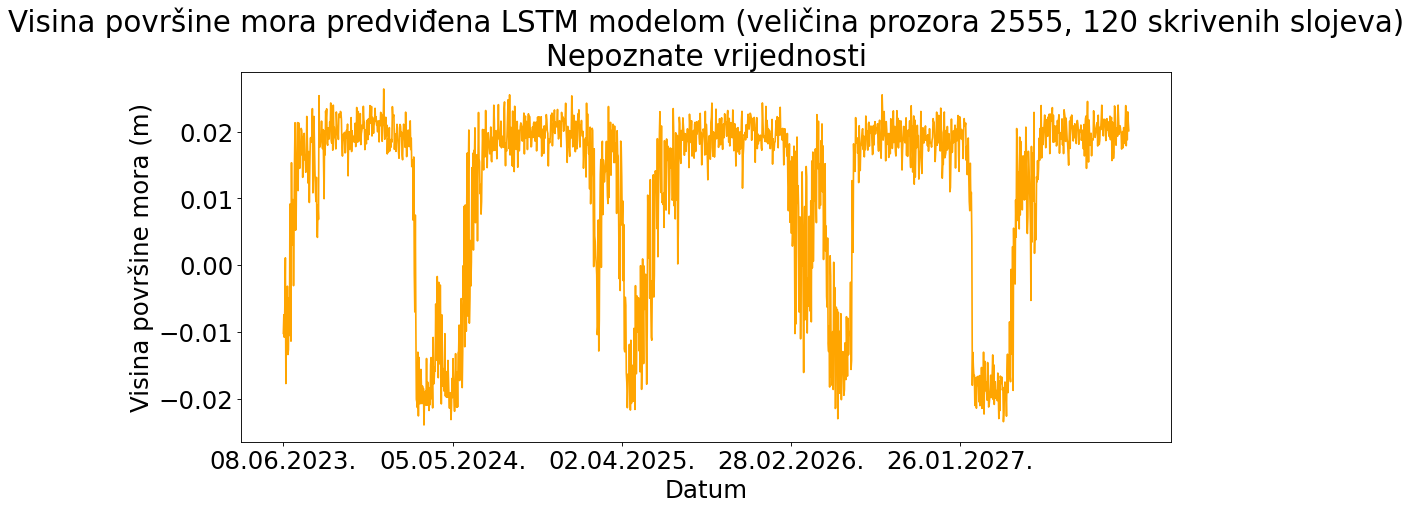 Visina površine mora predviđena LSTM modelom (veličina prozora 2555, 120 skrivenih slojeva)
Nepoznate vrijednosti
Visina površine mora (m)
0.02
0.01
0.00
−0.01
−0.02
08.06.2023. 05.05.2024. 02.04.2025. 28.02.2026. 26.01.2027.
Datum